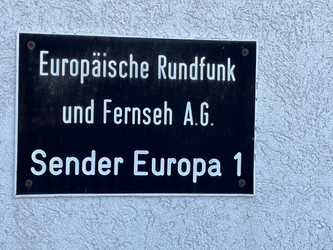 Europäische Rundfunk
und Fernseh A.G.
Sender Europa 1